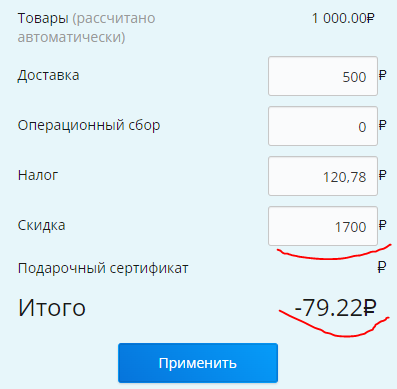 Товары (рассчитано 1 000.00₽
автоматически)
Доставка 500 ₽
Операционный сбор 0 ₽
Налог 120,78 ₽
Скидка 1700 ₽
Подарочный сертификат ₽
Итого -79.22₽
Применить